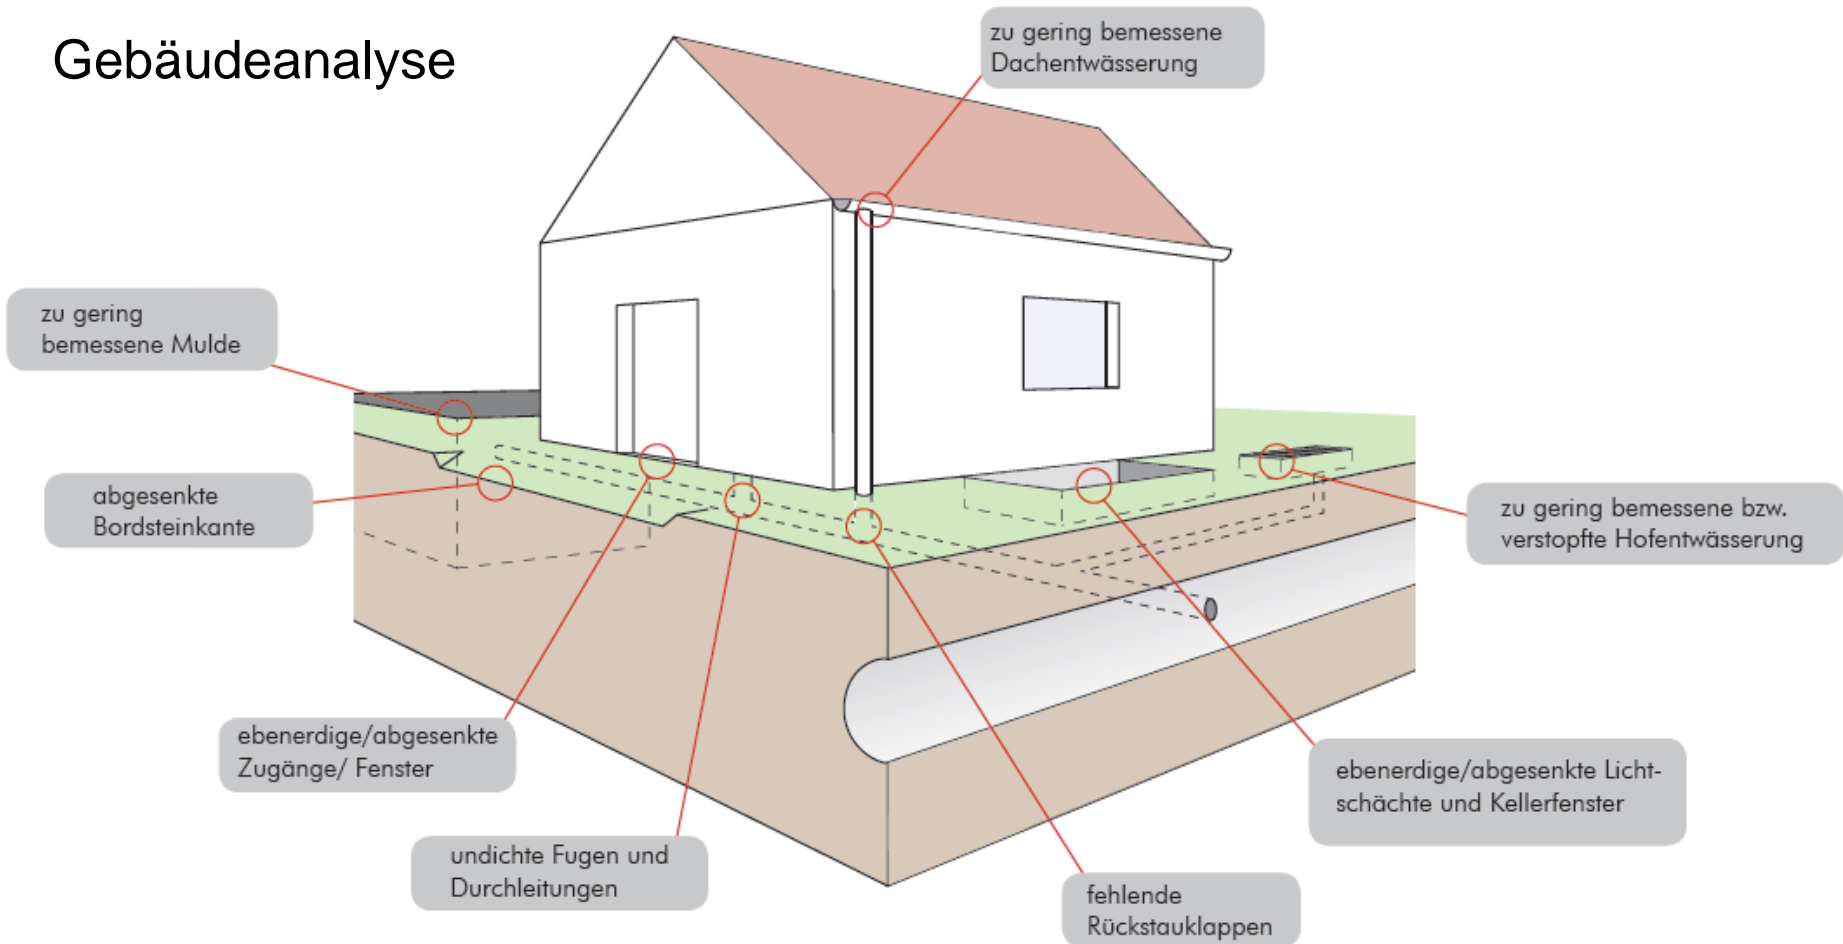 Gebäudeanalyse
zu gering bemessene
Dachentwässerung
zu gering
bemessene Mulde
abgesenkte
Bordsteinkante
zu gering bemessene bzw.
verstopfte Hofentwässerung
ebenerdige/abgesenkte
Zugänge/ Fenster
ebenerdige/abgesenkte Licht-
schächte und Kellerfenster
undichte Fugen und
Durchleitungen
fehlende
Rückstauklappen